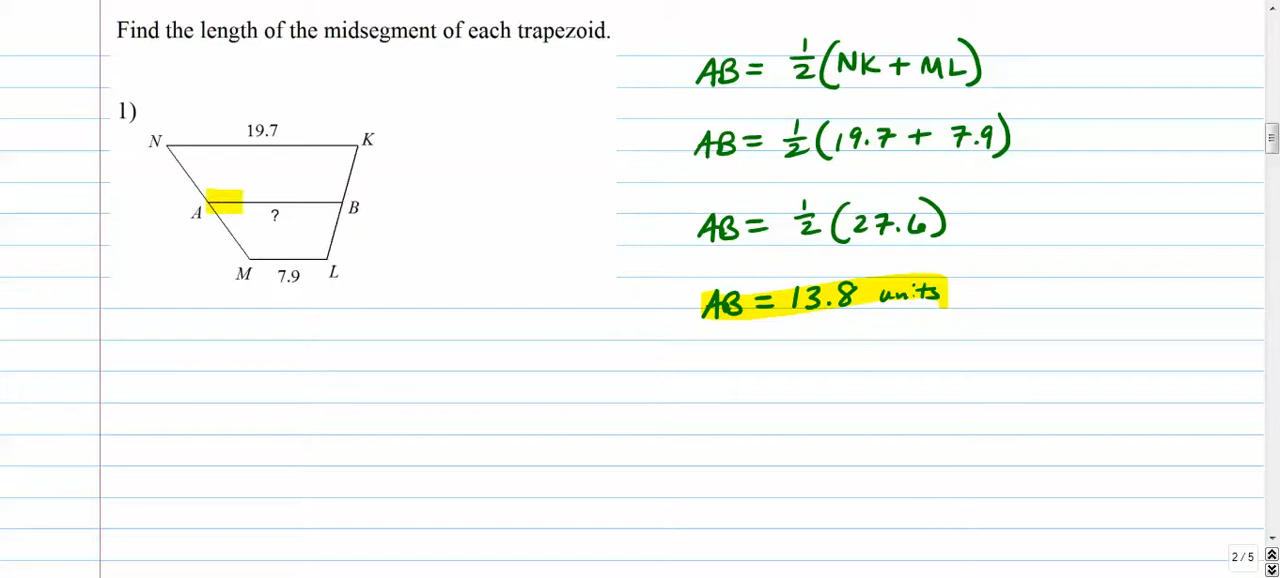 Find the length of the midsegment of each trapezoid.
1)
19.7
N K
A ? B
M 7.9 L
AB = 1/2 (NK + ML)
AB = 1/2 (19.7 + 7.9)
AB = 1/2 (27.6)
AB = 13.8 units
2 / 5